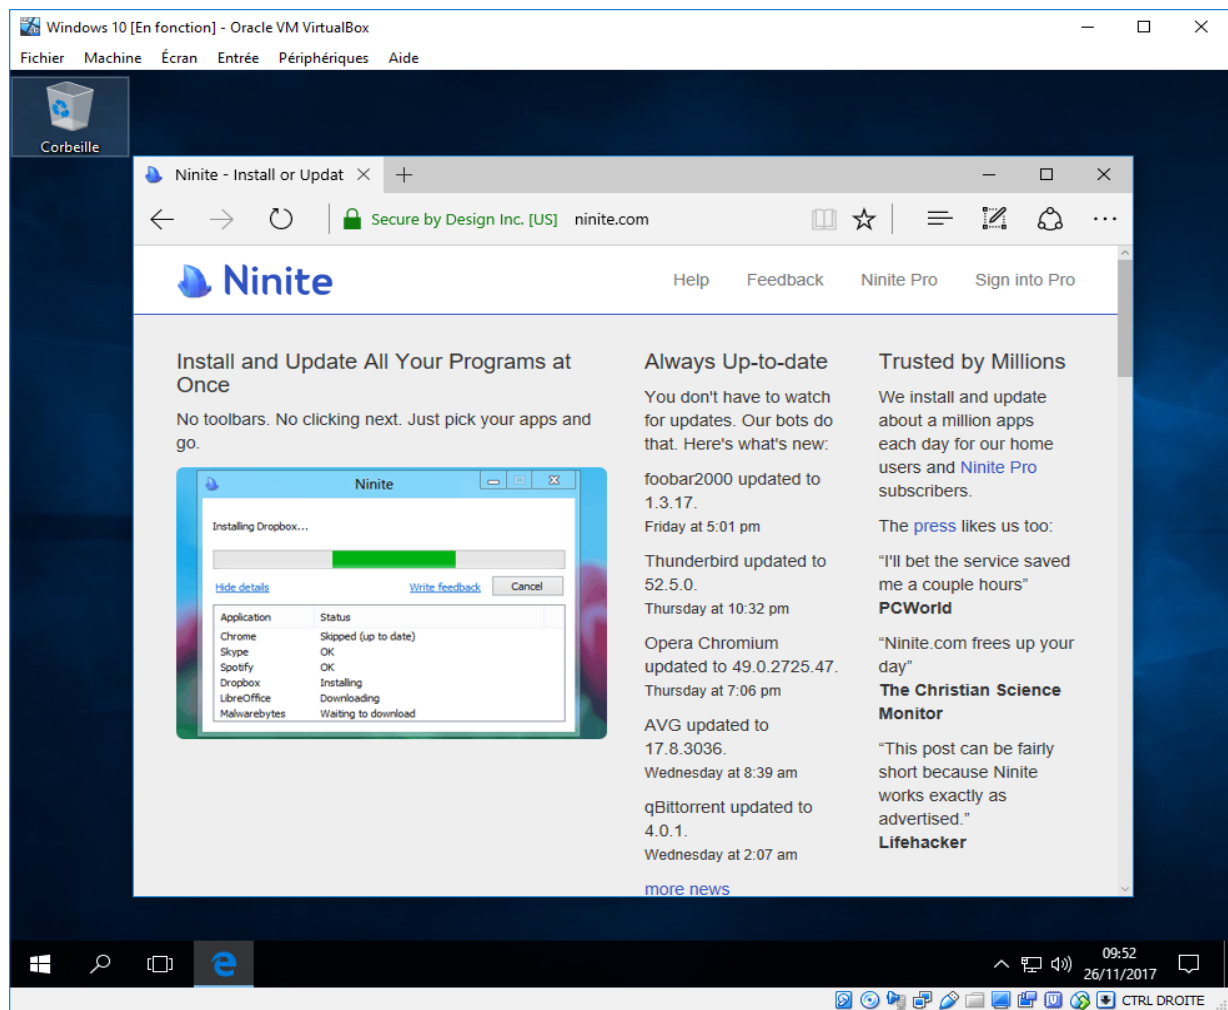 Windows 10 [En fonction] - Oracle VM VirtualBox
Fichier Machine Écran Entrée Périphériques Aide
Corbeille
Ninite - Install or Updat
Secure by Design Inc. [US] ninite.com
Ninite
Help Feedback Ninite Pro Sign into Pro
Install and Update All Your Programs at
Once
No toolbars. No clicking next. Just pick your apps and
go.
Ninite
Installing Dropbox...
Hide details Write feedback Cancel
Application Status
Chrome Skipped (up to date)
Skype OK
Spotify OK
Dropbox Installing
LibreOffice Downloading
Malwarebytes Waiting to download
Always Up-to-date
You don't have to watch
for updates. Our bots do
that. Here's what's new:
foobar2000 updated to
1.3.17.
Friday at 5:01 pm
Thunderbird updated to
52.5.0.
Thursday at 10:32 pm
Opera Chromium
updated to 49.0.2725.47.
Thursday at 7:06 pm
AVG updated to
17.8.3036.
Wednesday at 8:39 am
qBittorrent updated to
4.0.1.
Wednesday at 2:07 am
more news
Trusted by Millions
We install and update
about a million apps
each day for our home
users and Ninite Pro
subscribers.
The press likes us too:
“I'll bet the service saved
me a couple hours”
PCWorld
“Ninite.com frees up your
day”
The Christian Science
Monitor
“This post can be fairly
short because Ninite
works exactly as
advertised.”
Lifehacker
09:52
26/11/2017
CTRL DROITE